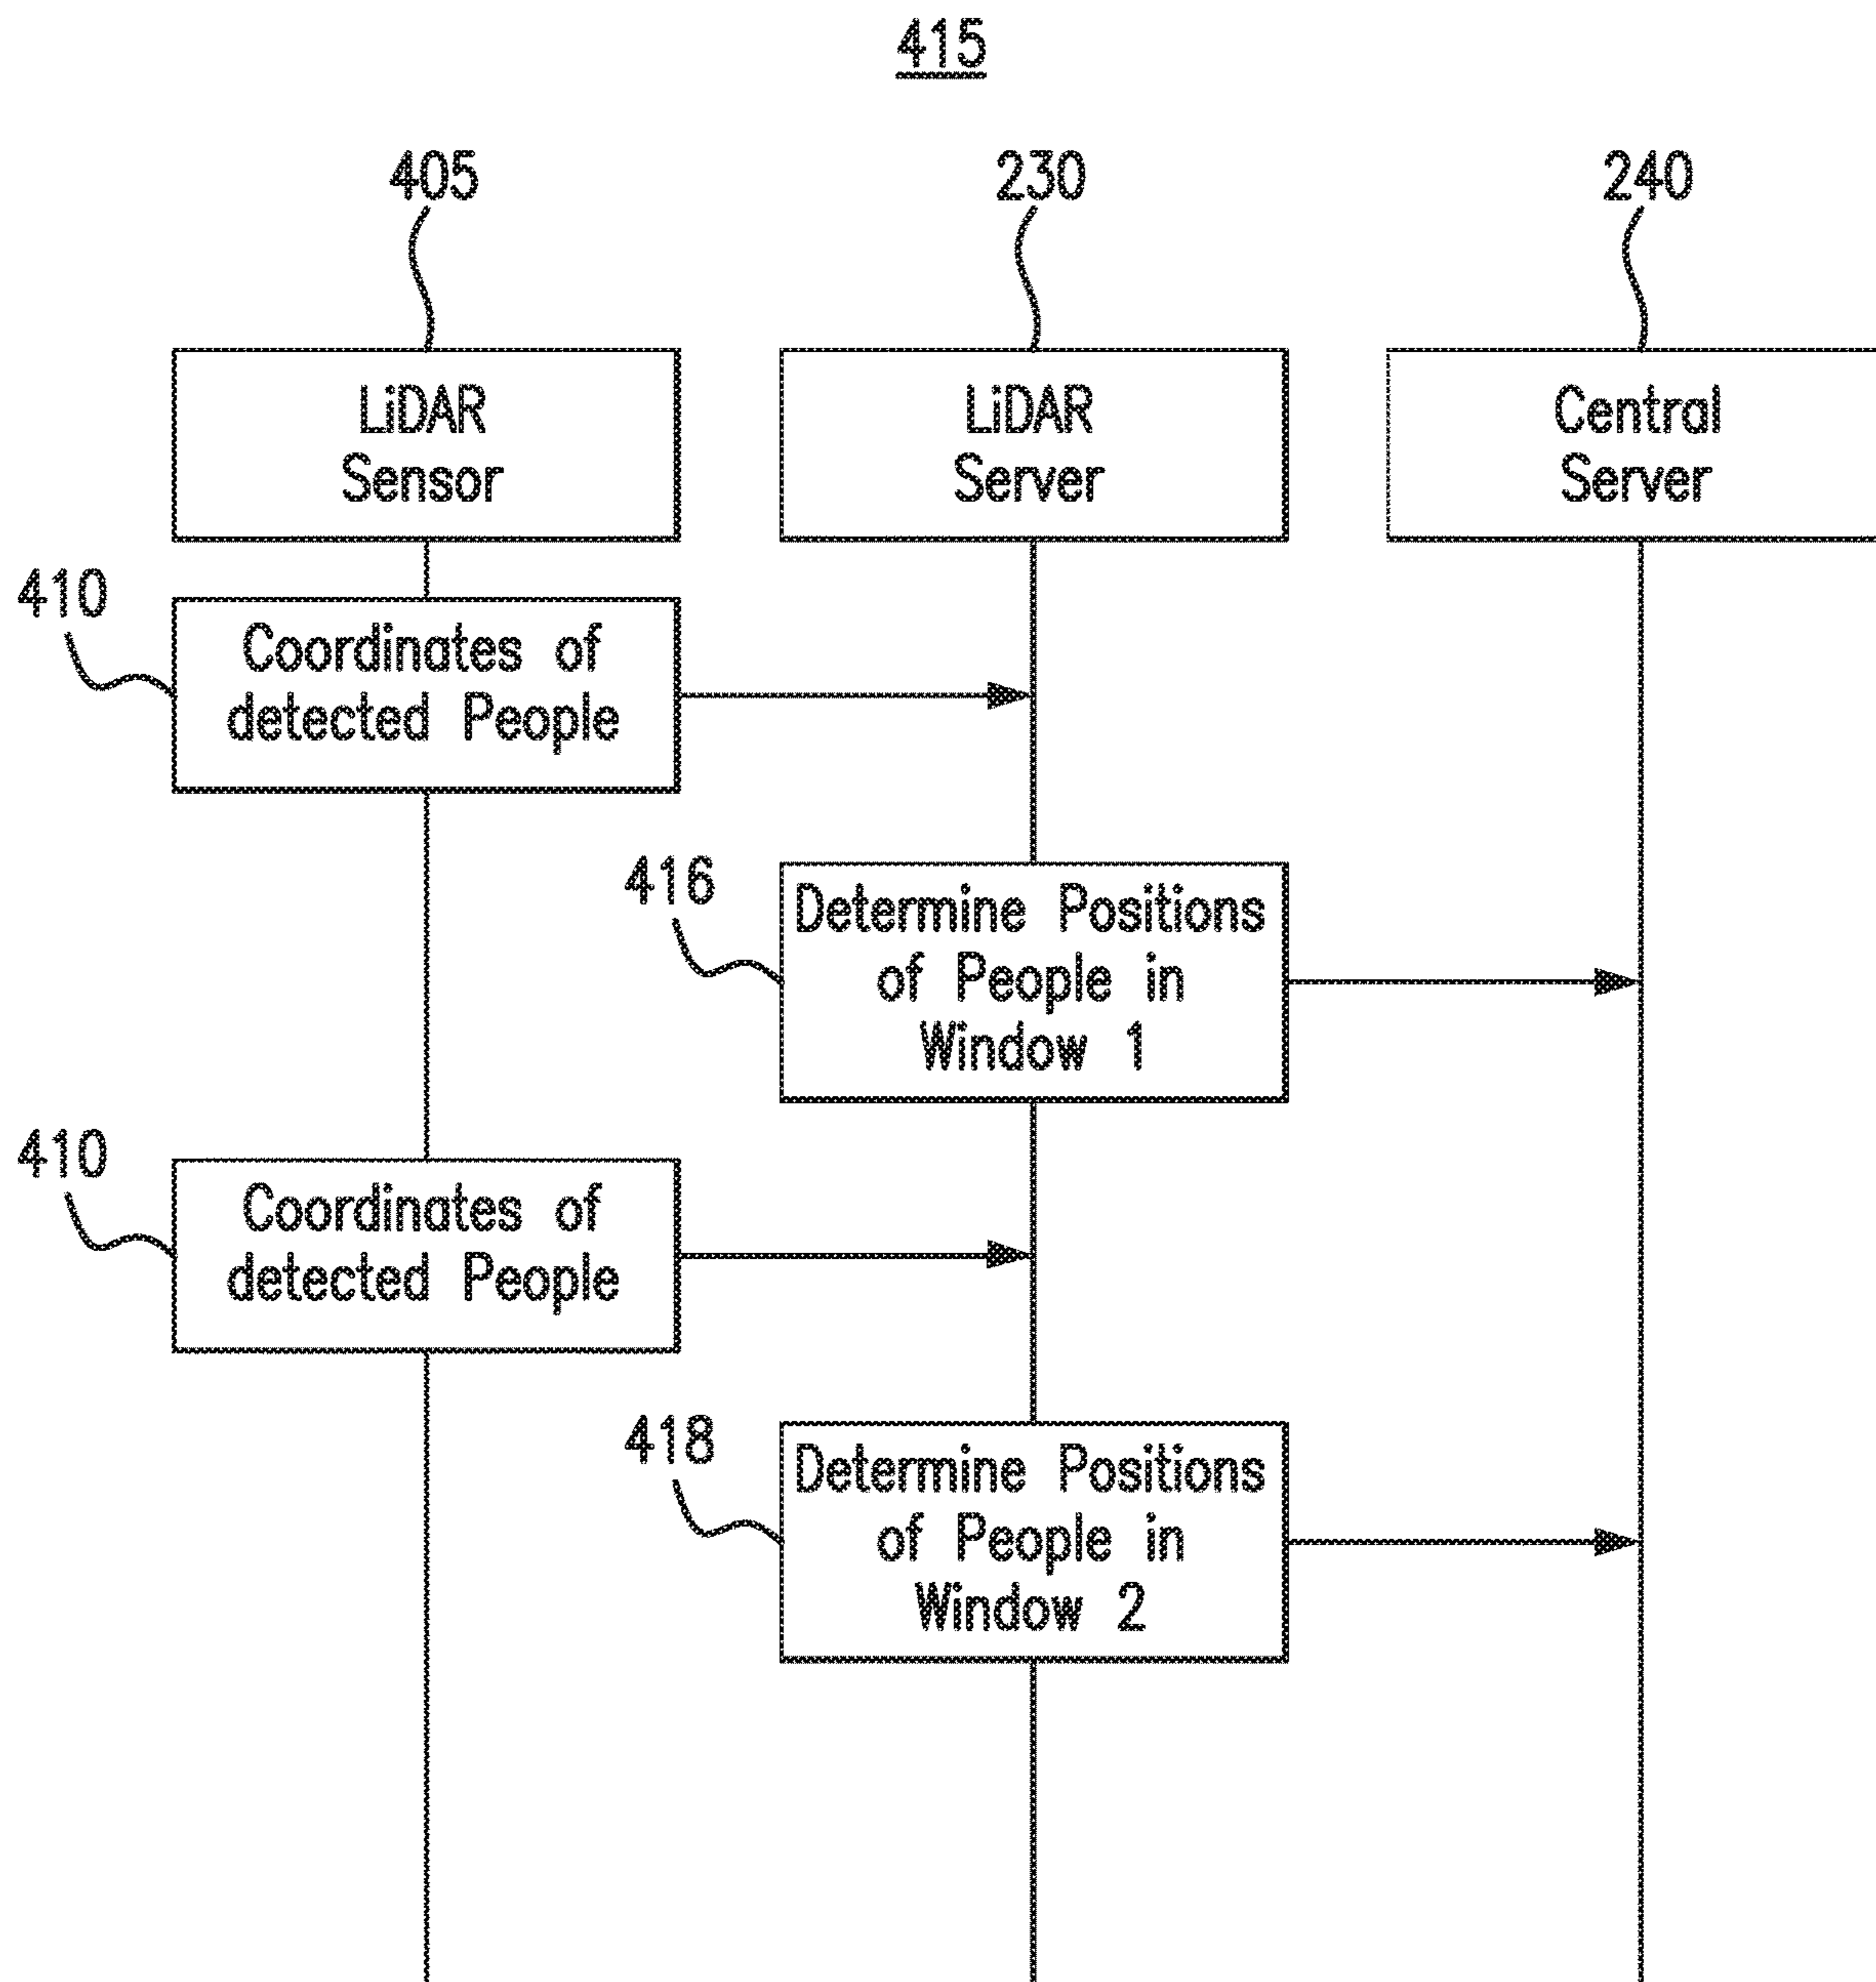 415
405
230
240
LiDAR
Sensor
LiDAR
Server
Central
Server
410
Coordinates of
detected People
416
Determine Positions
of People in
Window 1
410
Coordinates of
detected People
418
Determine Positions
of People in
Window 2